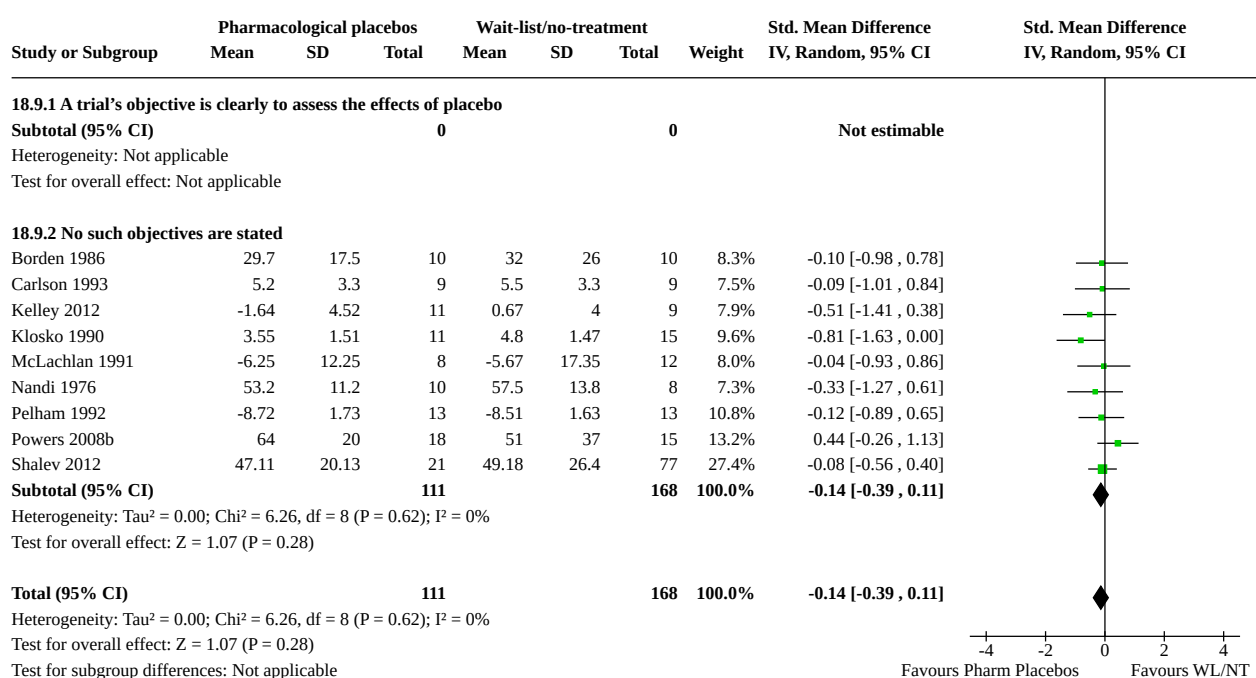 Pharmacological placebos Wait-list/no-treatment Std. Mean Difference Std. Mean Difference
Study or Subgroup Mean SD Total Mean SD Total Weight IV, Random, 95% CI IV, Random, 95% CI
18.9.1 A trial's objective is clearly to assess the effects of placebo
Subtotal (95% CI) 0 0 Not estimable
Heterogeneity: Not applicable
Test for overall effect: Not applicable
18.9.2 No such objectives are stated
Borden 1986 29.7 17.5 10 32 26 10 8.3% -0.10 [-0.98 , 0.78]
Carlson 1993 5.2 3.3 9 5.5 3.3 9 7.5% -0.09 [-1.01 , 0.84]
Kelley 2012 -1.64 4.52 11 0.67 4 9 7.9% -0.51 [-1.41 , 0.38]
Klosko 1990 3.55 1.51 11 4.8 1.47 15 9.6% -0.81 [-1.63 , 0.00]
McLachlan 1991 -6.25 12.25 8 -5.67 17.35 12 8.0% -0.04 [-0.93 , 0.86]
Nandi 1976 53.2 11.2 10 57.5 13.8 8 7.3% -0.33 [-1.27 , 0.61]
Pelham 1992 -8.72 1.73 13 -8.51 1.63 13 10.8% -0.12 [-0.89 , 0.65]
Powers 2008b 64 20 18 51 37 15 13.2% 0.44 [-0.26 , 1.13]
Shalev 2012 47.11 20.13 21 49.18 26.4 77 27.4% -0.08 [-0.56 , 0.40]
Subtotal (95% CI) 111 168 100.0% -0.14 [-0.39 , 0.11]
Heterogeneity: Tau² = 0.00; Chi² = 6.26, df = 8 (P = 0.62); I² = 0%
Test for overall effect: Z = 1.07 (P = 0.28)
Total (95% CI) 111 168 100.0% -0.14 [-0.39 , 0.11]
Heterogeneity: Tau² = 0.00; Chi² = 6.26, df = 8 (P = 0.62); I² = 0%
Test for overall effect: Z = 1.07 (P = 0.28)
-4 -2 0 2 4
Test for subgroup differences: Not applicable Favours Pharm Placebos Favours WL/NT